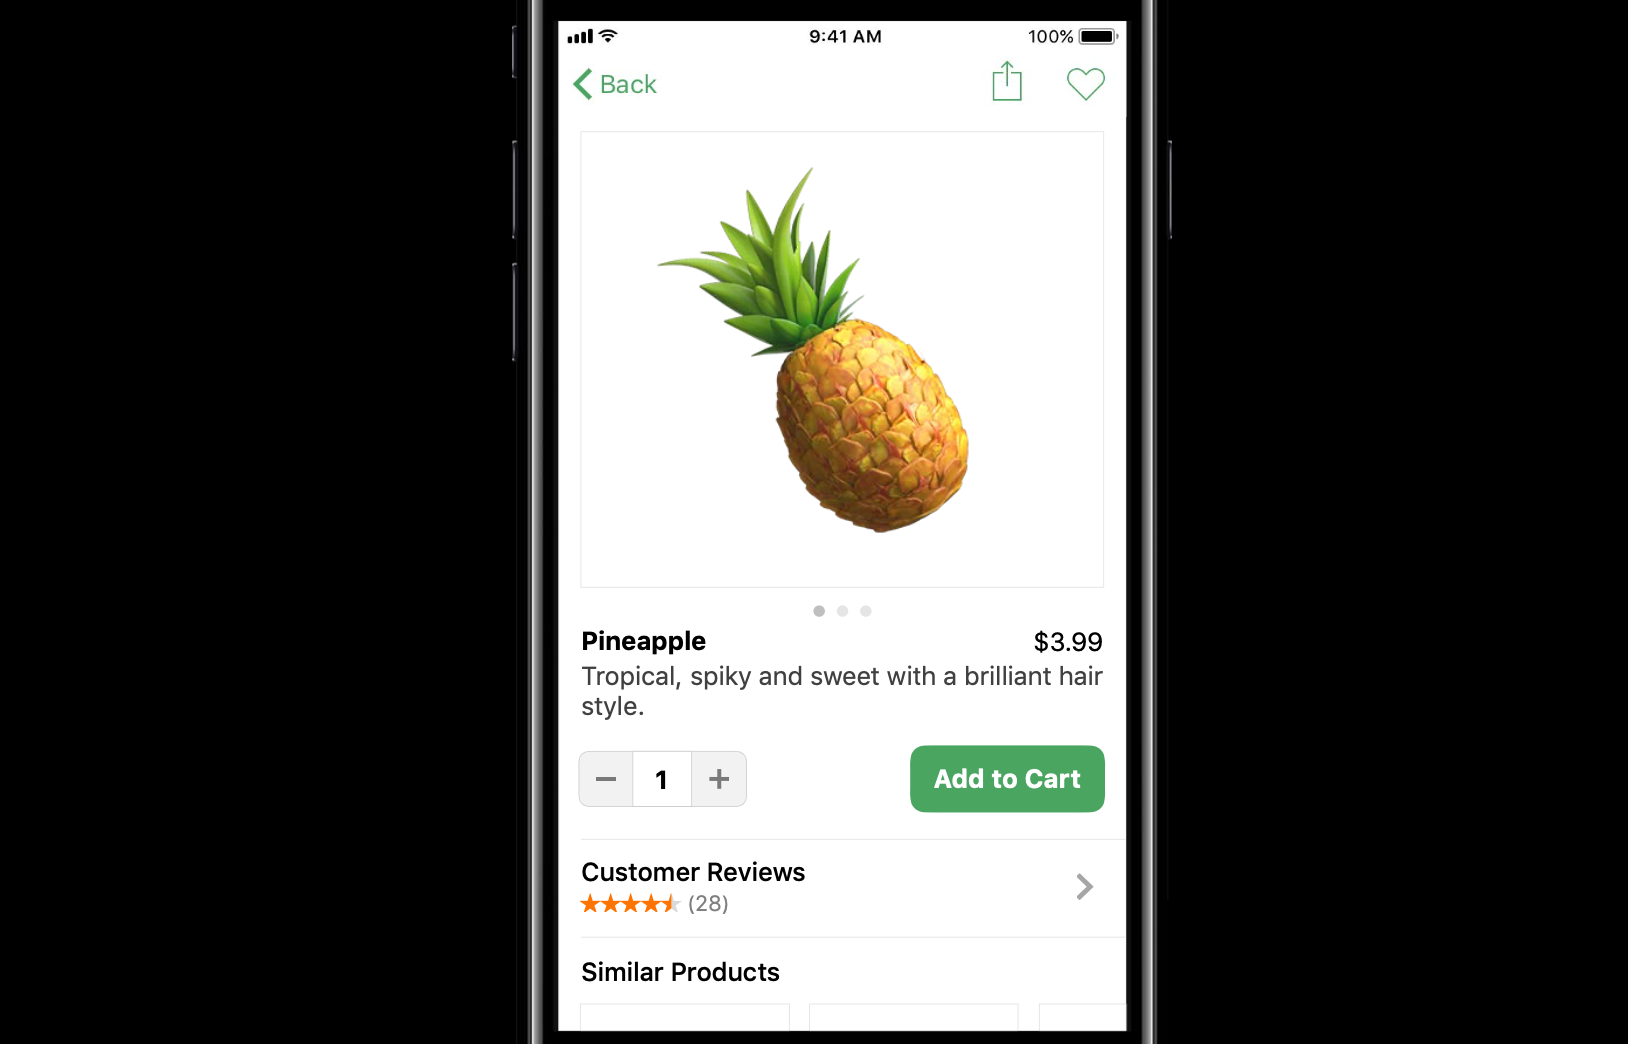 9:41 AM
100%
Back
Pineapple
$3.99
Tropical, spiky and sweet with a brilliant hair
style.
1
Add to Cart
Customer Reviews
(28)
Similar Products